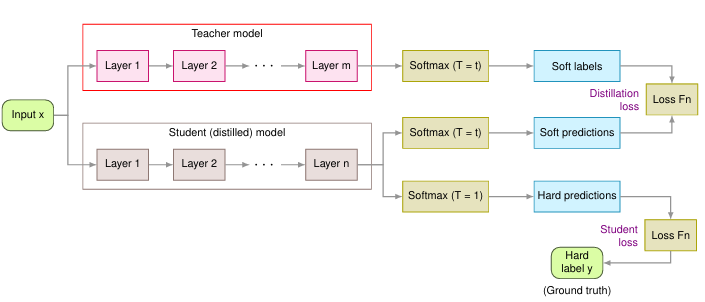 Teacher model
Layer 1
Layer 2
. . .
Layer m
Softmax (T = t)
Soft labels
Input x
Distillation
loss
Loss Fn
Student (distilled) model
Layer 1
Layer 2
. . .
Layer n
Softmax (T = t)
Soft predictions
Softmax (T = 1)
Hard predictions
Student
loss
Loss Fn
Hard
label y
(Ground truth)